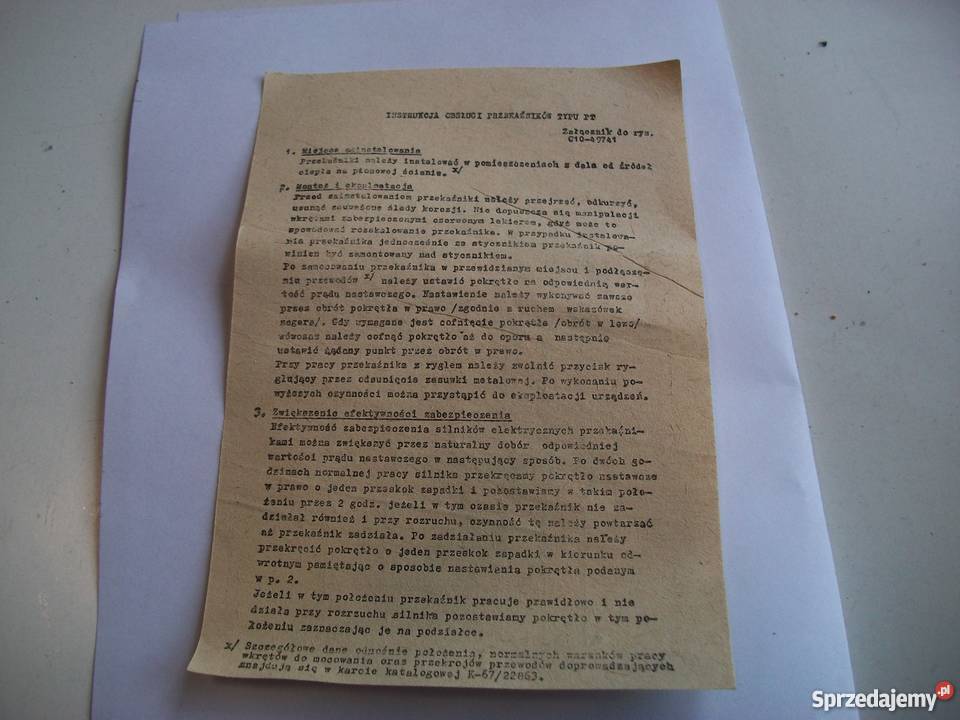 INSTRUKCJA OBSŁUGI PRZEKAŹNIKÓW TYPU PT
Załącznik do rys.
C10-49741
1. Miejsce zainstalowania
Przekaźniki należy instalować w pomieszczeniach z dala od źródeł
ciepła na pionowej ścianie. x/
2. Montaż i eksploatacja
Przed zainstalowaniem przekaźniki należy przejrzeć, odkurzyć,
usunąć zauważone ślady korozji. Nie dopuszcza się manipulacji
wkrętami zabezpieczonymi czerwonym lakierem, gdyż może to
spowodować rozskalowanie przekaźnika. W przypadku instalowa-
nia przekaźnika jednocześnie ze stycznikiem przekaźnik po-
winien być zamontowany nad stycznikiem.
Po zamocowaniu przekaźnika w przewidzianym miejscu i podłącze-
niu przewodów x/ należy ustawić pokrętło na odpowiednią war-
tość prądu nastawczego. Nastawienie należy wykonywać zawsze
przez obrót pokrętła w prawo /zgodnie z ruchem wskazówek
zegara/. Gdy wymagane jest cofnięcie pokrętła /obrót w lewo/
wówczas należy cofnąć pokrętło aż do oporu a następnie
ustawić żądany punkt przez obrót w prawo.
Przy pracy przekaźnika z ryglem należy zwolnić przycisk ry-
glujący przez odsunięcie zasuwki metalowej. Po wykonaniu po-
wyższych czynności można przystąpić do eksploatacji urządzeń.
3. Zwiększenie efektywności zabezpieczenia
Efektywność zabezpieczenia silników elektrycznych przekaźni-
kami można zwiększyć przez naturalny dobór odpowiedniej
wartości prądu nastawczego w następujący sposób. Po dwóch go-
dzinach normalnej pracy silnika przekręcamy pokrętło nastawcze
w prawo o jeden przeskok zapadki i pozostawiamy w takim poło-
żeniu przez 2 godz. jeżeli w tym czasie przekaźnik nie za-
działał również i przy rozruchu, czynność tę należy powtarzać
aż przekaźnik zadziała. Po zadziałaniu przekaźnika należy
przekręcić pokrętło o jeden przeskok zapadki w kierunku od-
wrotnym pamiętając o sposobie nastawienia pokrętła podanym
w p. 2.
Jeżeli w tym położeniu przekaźnik pracuje prawidłowo i nie
działa przy rozruchu silnika pozostawiamy pokrętło w tym po-
łożeniu zaznaczając je na podziałce.
x/ Szczegółowe dane odnośnie położenia, normalnych warunków pracy
wkrętów do mocowania oraz przekrojów przewodów doprowadzających
znajdują się w karcie katalogowej K-67/22863.
Sprzedajemy.pl